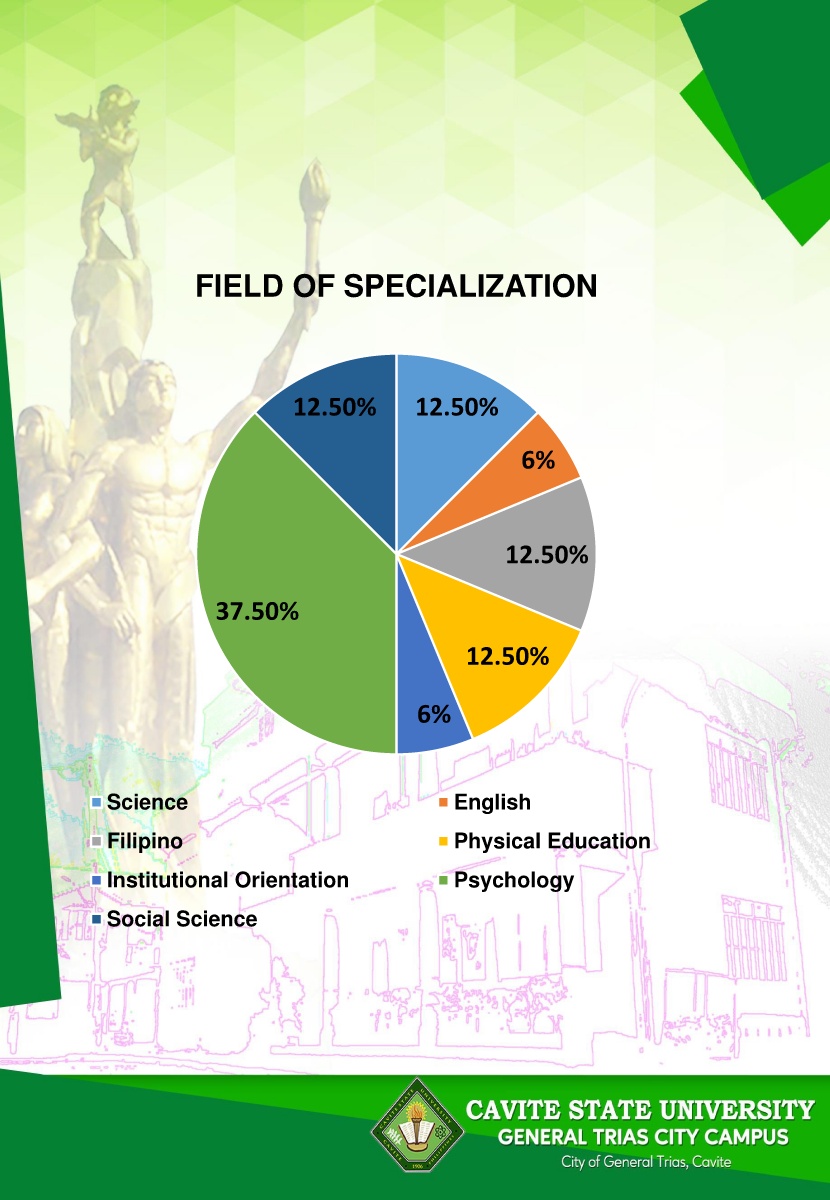 FIELD OF SPECIALIZATION
12.50% 12.50%
6%
12.50%
37.50%
12.50%
6%
Science English
Filipino Physical Education
Institutional Orientation Psychology
Social Science
CAVITE STATE UNIVERSITY
GENERAL TRIAS CITY CAMPUS
City of General Trias, Cavite
1906